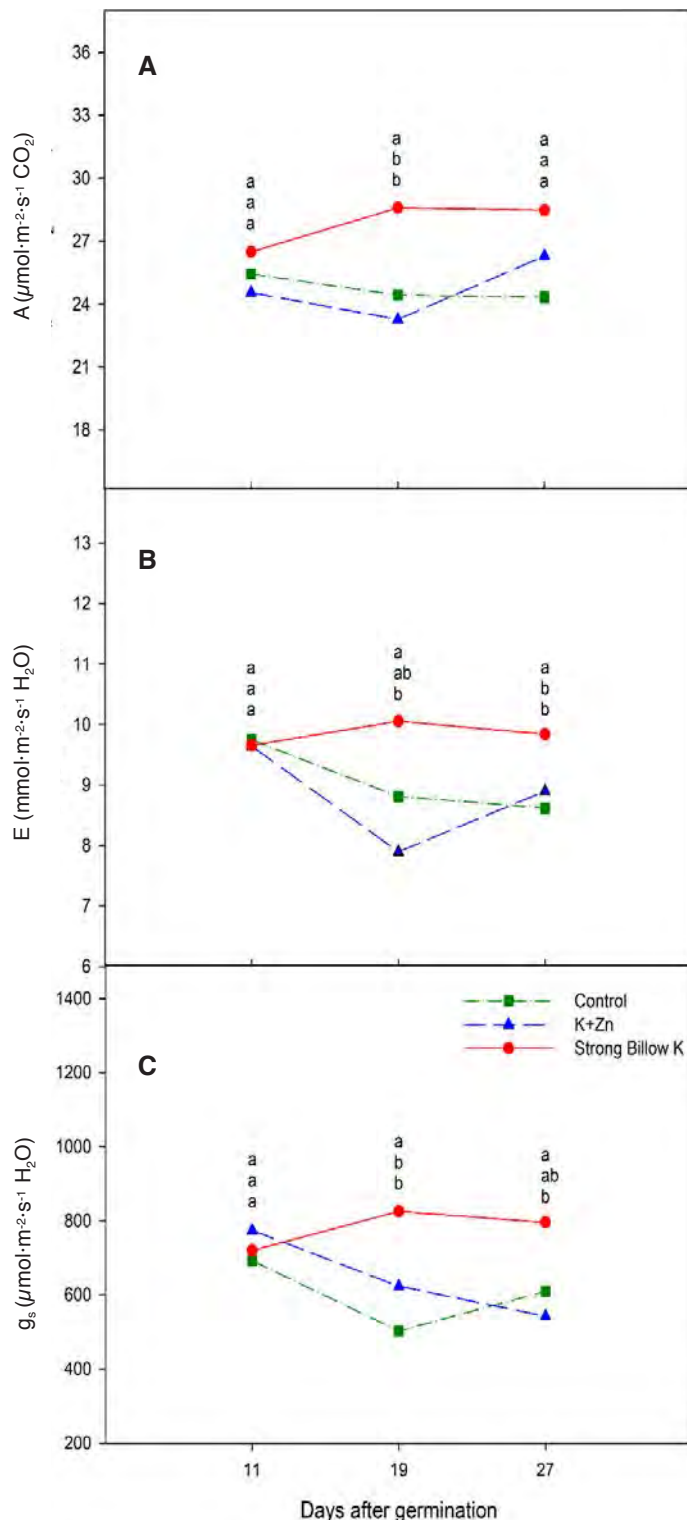 36
A
33
30
27
24
21
18
A (µmol·m⁻²·s⁻¹ CO₂)
a
a
a
a
b
b
a
a
a
B
13
12
11
10
9
8
7
6
E (mmol·m⁻²·s⁻¹ H₂O)
a
a
a
a
ab
b
a
b
b
C
1400
1200
1000
800
600
400
200
gₛ (µmol·m⁻²·s⁻¹ H₂O)
Control
K+Zn
Strong Billow K
a
a
a
a
b
b
a
ab
b
11 19 27
Days after germination